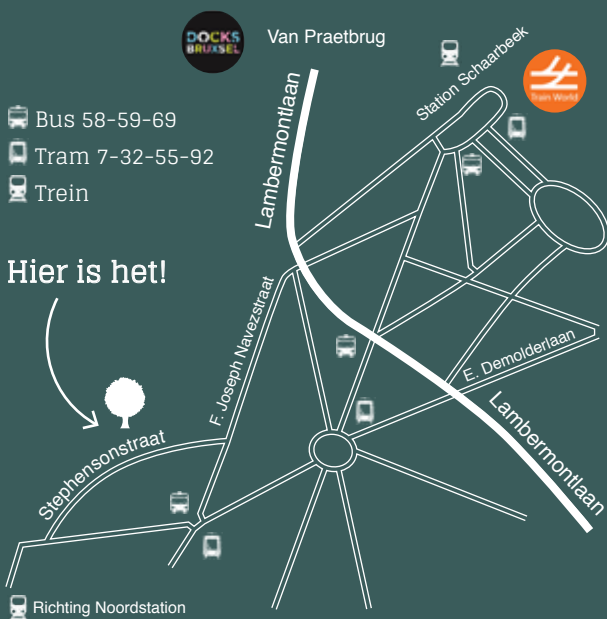 DOCKS
BRUXSEL
Van Praetbrug
Station Schaarbeek
Train World
Bus 58-59-69
Tram 7-32-55-92
Trein
Lambermontlaan
Hier is het!
F. Joseph Navezstraat
E. Demolderlaan
Lambermontlaan
Stephensonstraat
Richting Noordstation